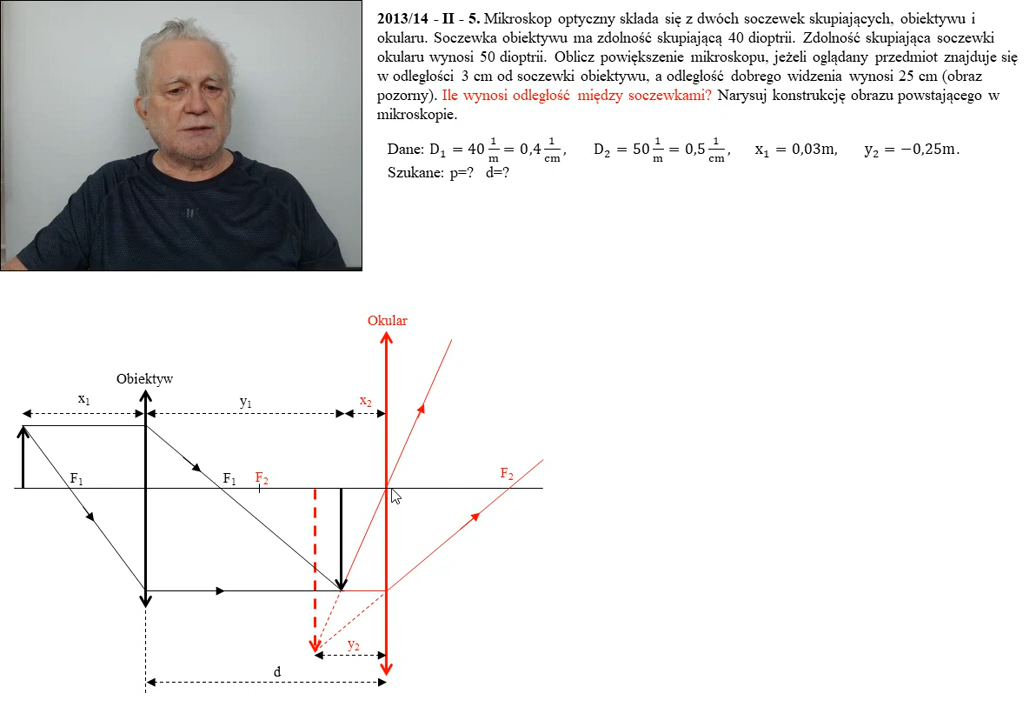 2013/14 - II - 5. Mikroskop optyczny składa się z dwóch soczewek skupiających, obiektywu i
okularu. Soczewka obiektywu ma zdolność skupiającą 40 dioptrii. Zdolność skupiająca soczewki
okularu wynosi 50 dioptrii. Oblicz powiększenie mikroskopu, jeżeli oglądany przedmiot znajduje się
w odległości 3 cm od soczewki obiektywu, a odległość dobrego widzenia wynosi 25 cm (obraz
pozorny). Ile wynosi odległość między soczewkami? Narysuj konstrukcję obrazu powstającego w
mikroskopie.
Dane: D₁ = 40 1/m = 0,4 1/cm, D₂ = 50 1/m = 0,5 1/cm, x₁ = 0,03m, y₂ = −0,25m.
Szukane: p=? d=?
Okular
Obiektyw
x₁ y₁ x₂
F₁ F₁ F₂ F₂
y₂
d